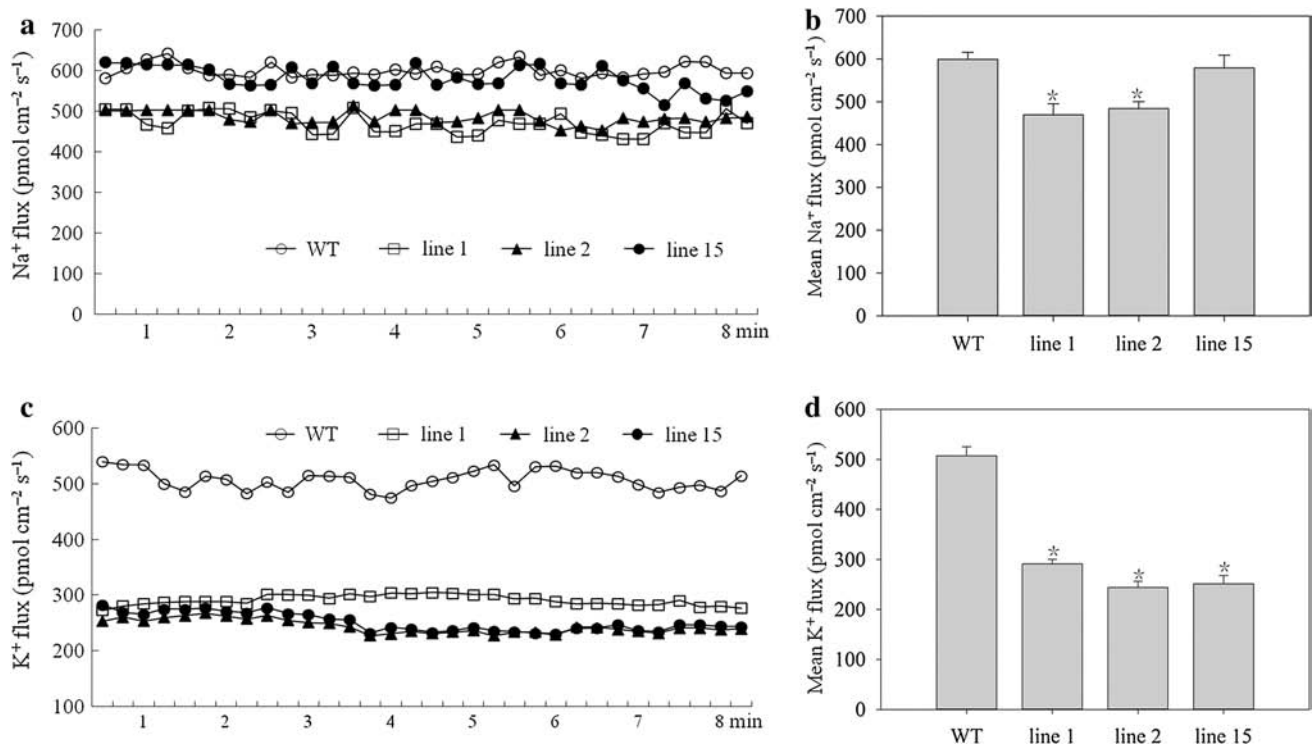 a
Na⁺ flux (pmol cm⁻² s⁻¹)
700
600
500
400
300
200
100
0
WT line 1 line 2 line 15
1 2 3 4 5 6 7 8 min
b
Mean Na⁺ flux (pmol cm⁻² s⁻¹)
700
600
500
400
300
200
100
0
* *
WT line 1 line 2 line 15
c
K⁺ flux (pmol cm⁻² s⁻¹)
600
500
400
300
200
100
WT line 1 line 2 line 15
1 2 3 4 5 6 7 8 min
d
Mean K⁺ flux (pmol cm⁻² s⁻¹)
600
500
400
300
200
100
0
* * *
WT line 1 line 2 line 15